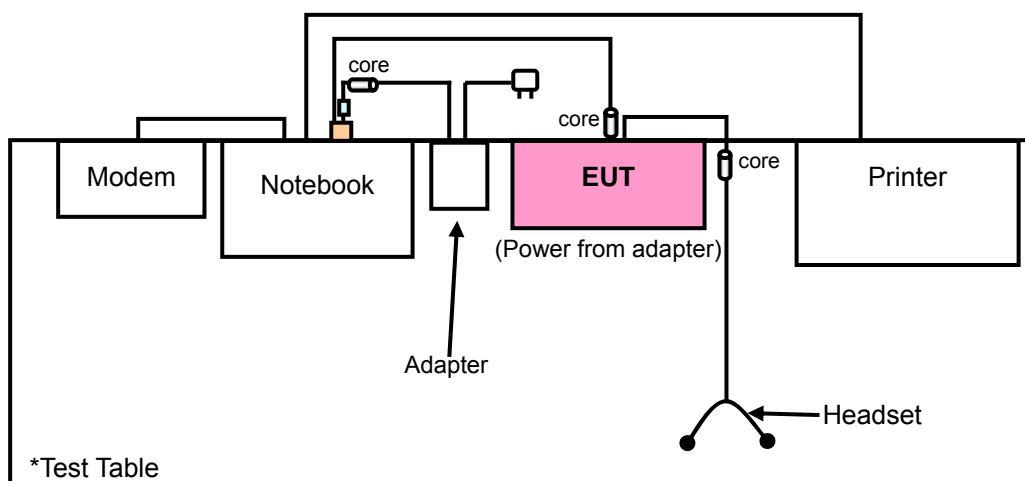 core
core
core
Modem
Notebook
EUT
Printer
(Power from adapter)
Adapter
Headset
*Test Table